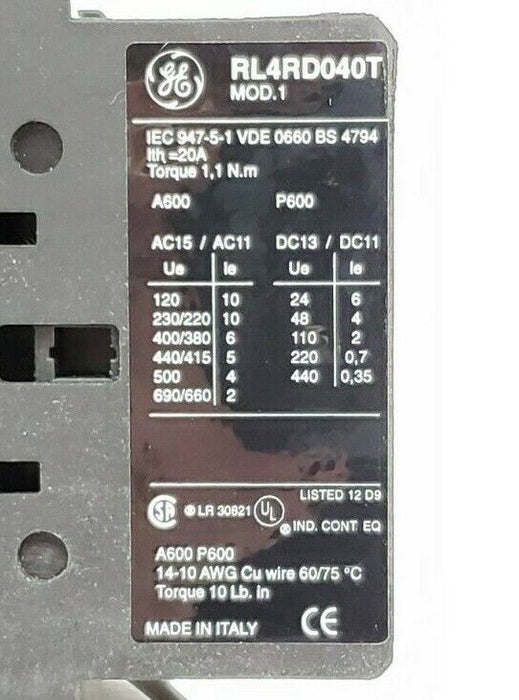 GE RL4RD040T
MOD.1
IEC 947-5-1 VDE 0660 BS 4794
Ith =20A
Torque 1,1 N.m
A600 P600
AC15 / AC11 DC13 / DC11
Ue Ie Ue Ie
120 10 24 6
230/220 10 48 4
400/380 6 110 2
440/415 5 220 0,7
500 4 440 0,35
690/660 2
LISTED 12 D9
SA ® LR 30821 UL ® IND. CONT EQ
A600 P600
14-10 AWG Cu wire 60/75 °C
Torque 10 Lb. in
MADE IN ITALY CE